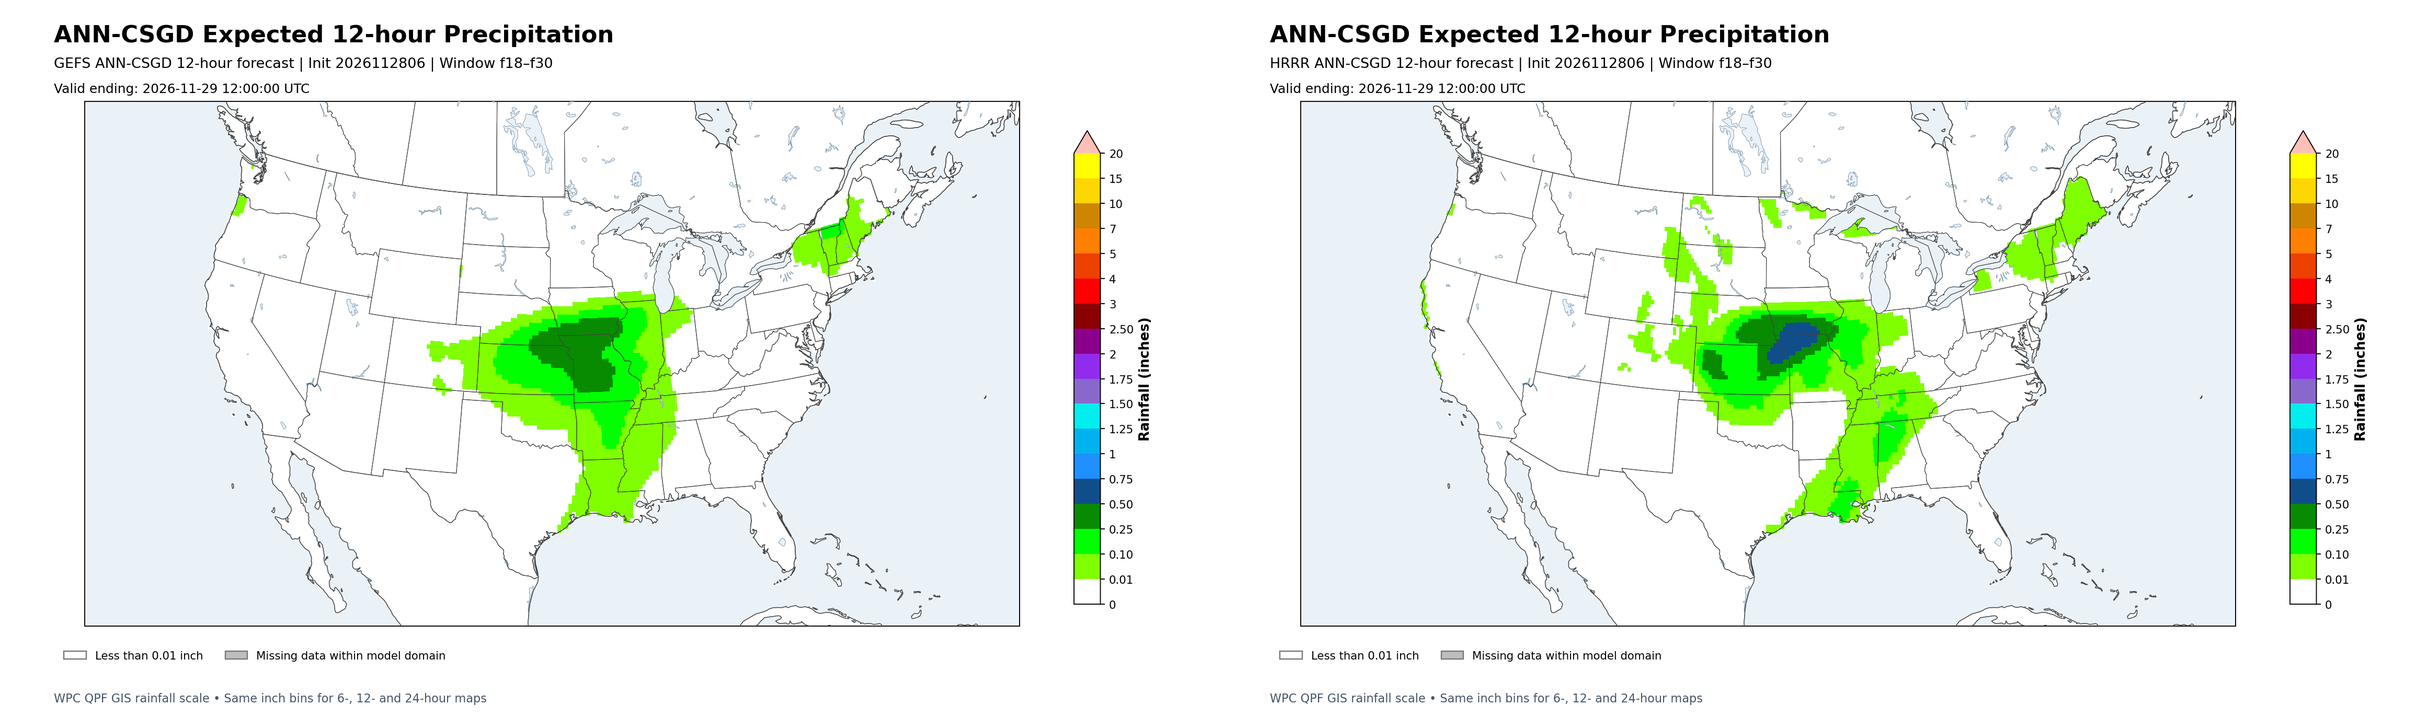 ANN-CSGD Expected 12-hour Precipitation
GEFS ANN-CSGD 12-hour forecast | Init 2026112806 | Window f18–f30
Valid ending: 2026-11-29 12:00:00 UTC
20
15
10
7
5
4
3
2.50
2
1.75
1.50
1.25
1
0.75
0.50
0.25
0.10
0.01
0
Rainfall (inches)
Less than 0.01 inch
Missing data within model domain
WPC QPF GIS rainfall scale • Same inch bins for 6-, 12- and 24-hour maps
ANN-CSGD Expected 12-hour Precipitation
HRRR ANN-CSGD 12-hour forecast | Init 2026112806 | Window f18–f30
Valid ending: 2026-11-29 12:00:00 UTC
20
15
10
7
5
4
3
2.50
2
1.75
1.50
1.25
1
0.75
0.50
0.25
0.10
0.01
0
Rainfall (inches)
Less than 0.01 inch
Missing data within model domain
WPC QPF GIS rainfall scale • Same inch bins for 6-, 12- and 24-hour maps